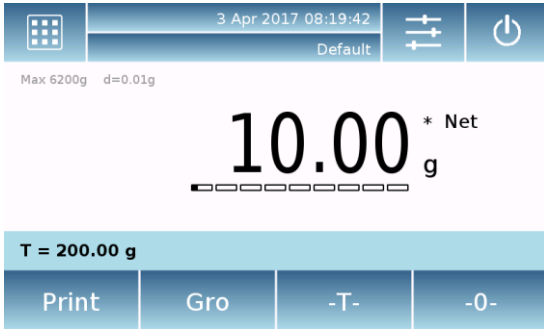 3 Apr 2017 08:19:42
Default
Max 6200g d=0.01g
10.00 * Net
g
T = 200.00 g
Print Gro -T- -0-